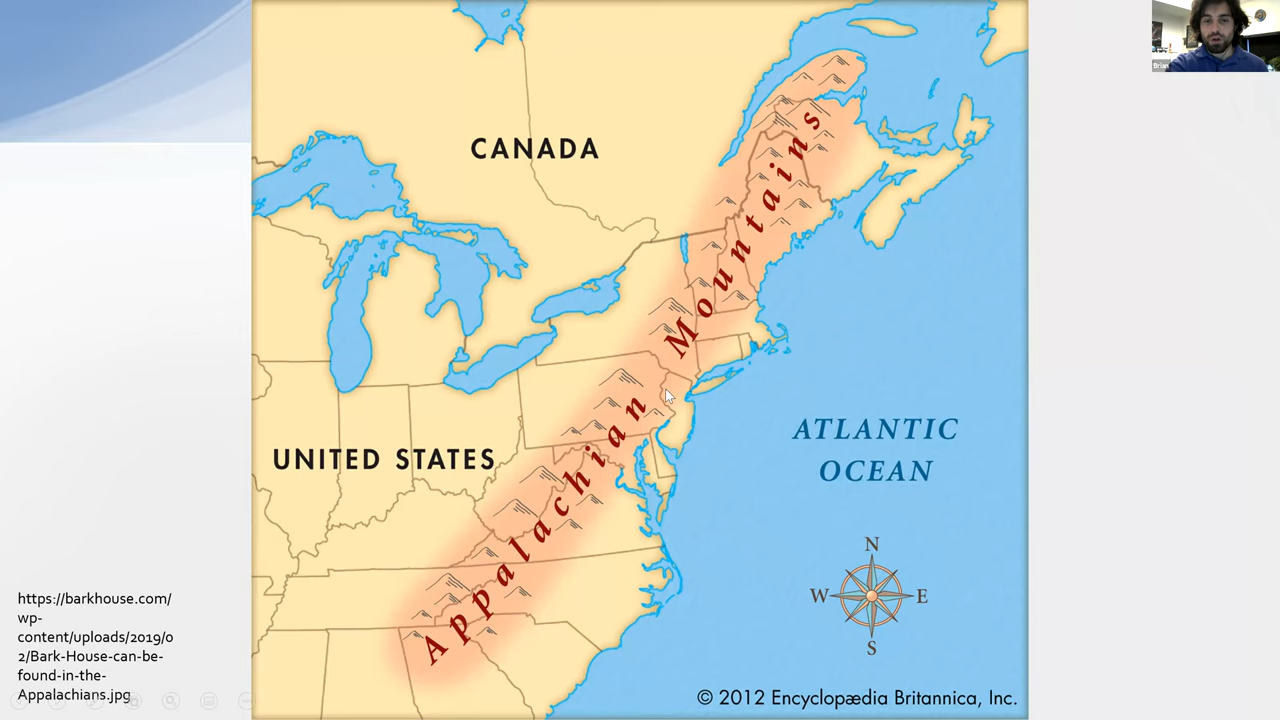 CANADA
Appalachian Mountains
UNITED STATES
ATLANTIC
OCEAN
N
W E
S
© 2012 Encyclopædia Britannica, Inc.
https://barkhouse.com/
wp-
content/uploads/2019/0
2/Bark-House-can-be-
found-in-the-
Appalachians.jpg
Brian